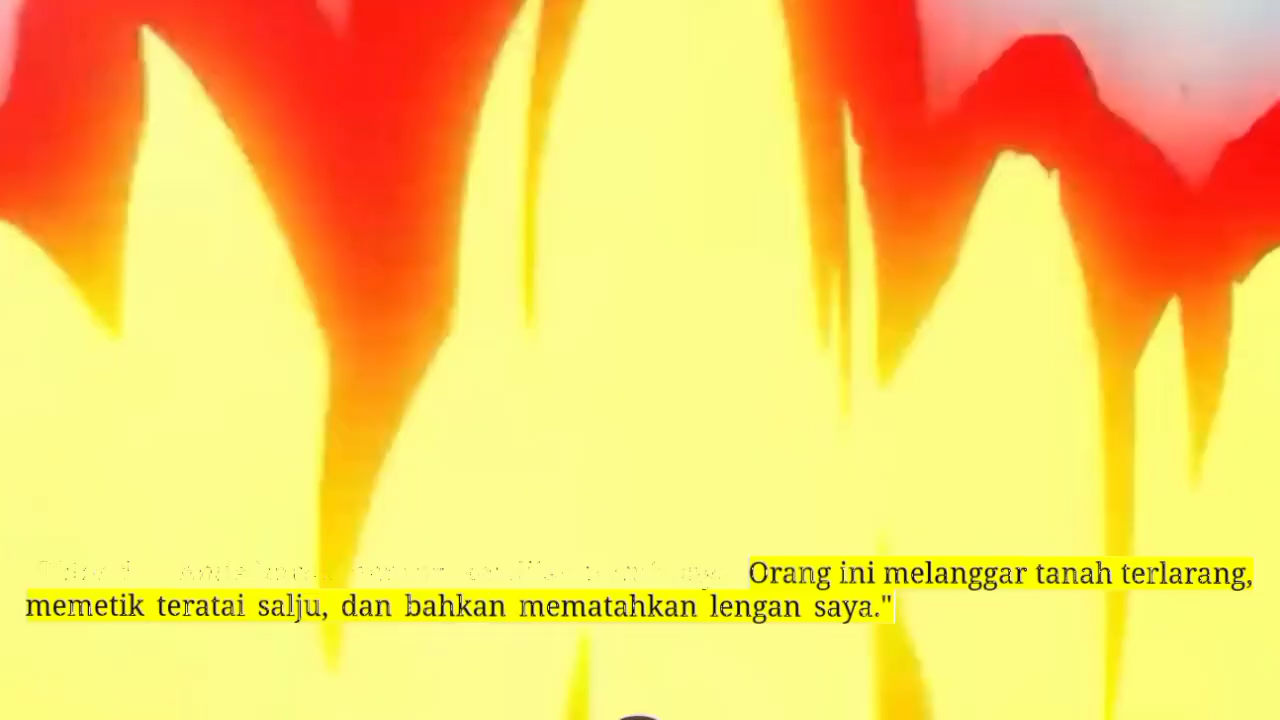 Orang ini melanggar tanah terlarang,
memetik teratai salju, dan bahkan mematahkan lengan saya."